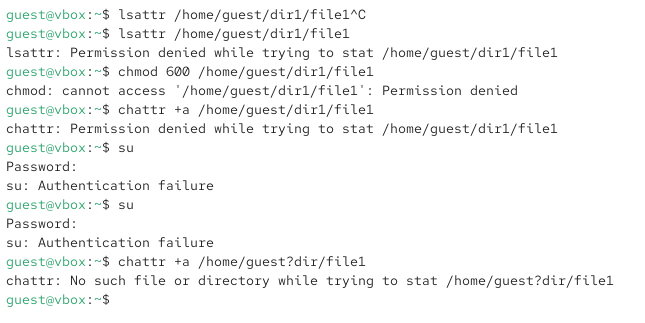 guest@vbox:~$ lsattr /home/guest/dir1/file1^C
guest@vbox:~$ lsattr /home/guest/dir1/file1
lsattr: Permission denied while trying to stat /home/guest/dir1/file1
guest@vbox:~$ chmod 600 /home/guest/dir1/file1
chmod: cannot access '/home/guest/dir1/file1': Permission denied
guest@vbox:~$ chattr +a /home/guest/dir1/file1
chattr: Permission denied while trying to stat /home/guest/dir1/file1
guest@vbox:~$ su
Password:
su: Authentication failure
guest@vbox:~$ su
Password:
su: Authentication failure
guest@vbox:~$ chattr +a /home/guest?dir/file1
chattr: No such file or directory while trying to stat /home/guest?dir/file1
guest@vbox:~$